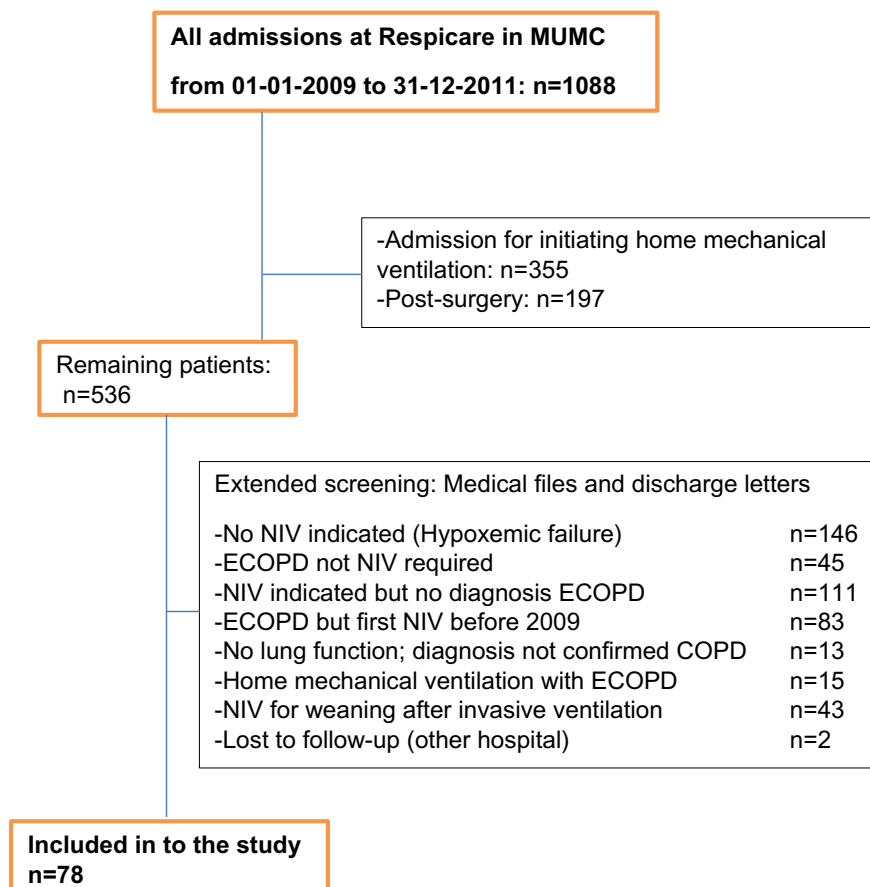 All admissions at Respicare in MUMC
from 01-01-2009 to 31-12-2011: n=1088
-Admission for initiating home mechanical
ventilation: n=355
-Post-surgery: n=197
Remaining patients:
n=536
Extended screening: Medical files and discharge letters
-No NIV indicated (Hypoxemic failure) n=146
-ECOPD not NIV required n=45
-NIV indicated but no diagnosis ECOPD n=111
-ECOPD but first NIV before 2009 n=83
-No lung function; diagnosis not confirmed COPD n=13
-Home mechanical ventilation with ECOPD n=15
-NIV for weaning after invasive ventilation n=43
-Lost to follow-up (other hospital) n=2
Included in to the study
n=78